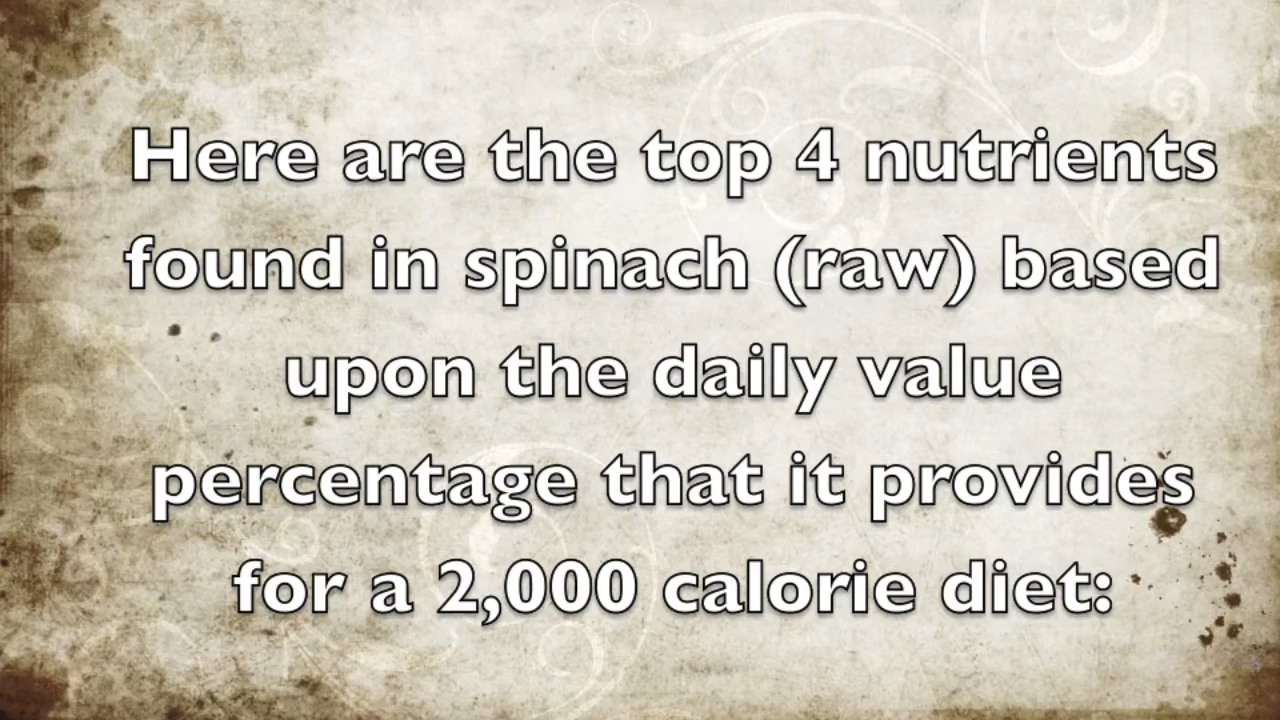 Here are the top 4 nutrients
found in spinach (raw) based
upon the daily value
percentage that it provides
for a 2,000 calorie diet: